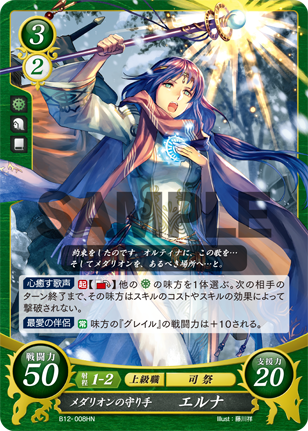 3
2
SAMPLE
約束をしたのです。オルティナに、この歌を…
そしてメダリオンを、あるべき場所へ…と。
心癒す歌声 起【】他の の味方を1体選ぶ。次の相手の
ターン終了まで、その味方はスキルのコストやスキルの効果によって
撃破されない。
最愛の伴侶 常 味方の『グレイル』の戦闘力は+10される。
戦闘力
50
射程 1-2 上級職 司祭
支援力
20
メダリオンの守り手 エルナ
B12-008HN
Illust:藤川祥